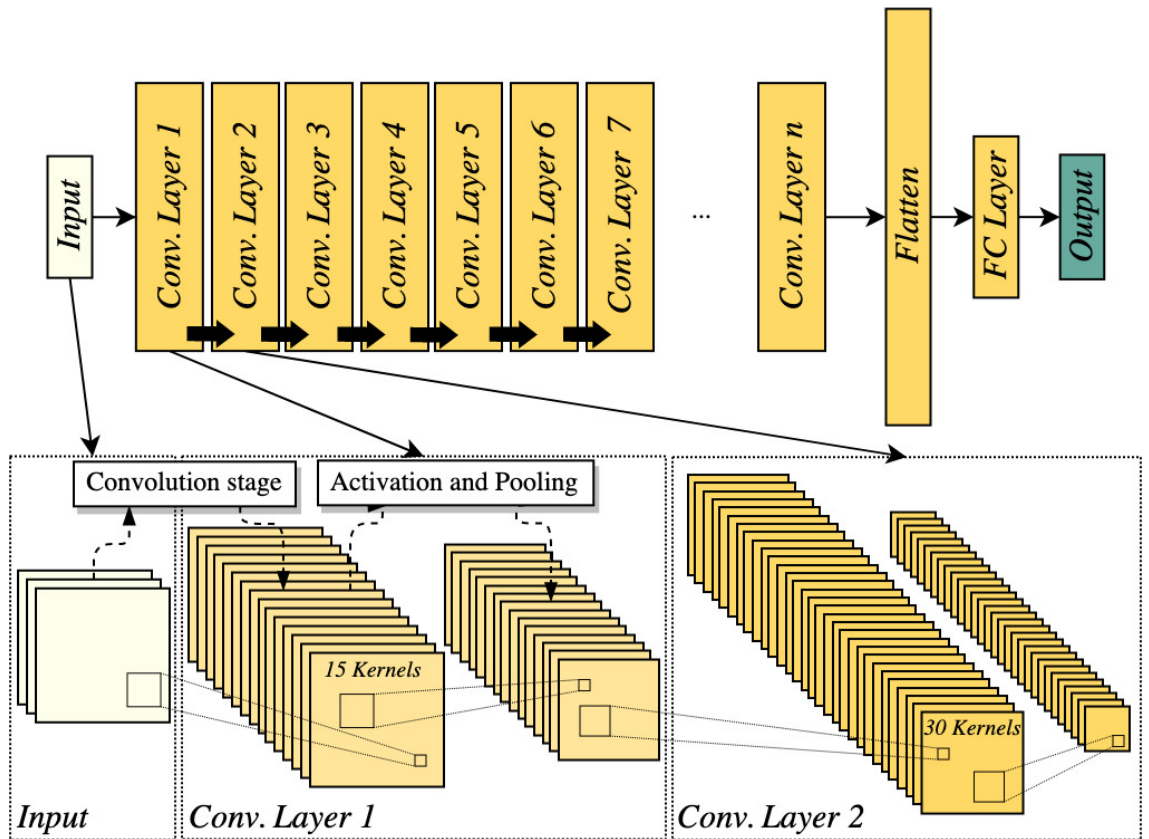 Input
Conv. Layer 1
Conv. Layer 2
Conv. Layer 3
Conv. Layer 4
Conv. Layer 5
Conv. Layer 6
Conv. Layer 7
...
Conv. Layer n
Flatten
FC Layer
Output
Convolution stage
Activation and Pooling
15 Kernels
30 Kernels
Input
Conv. Layer 1
Conv. Layer 2